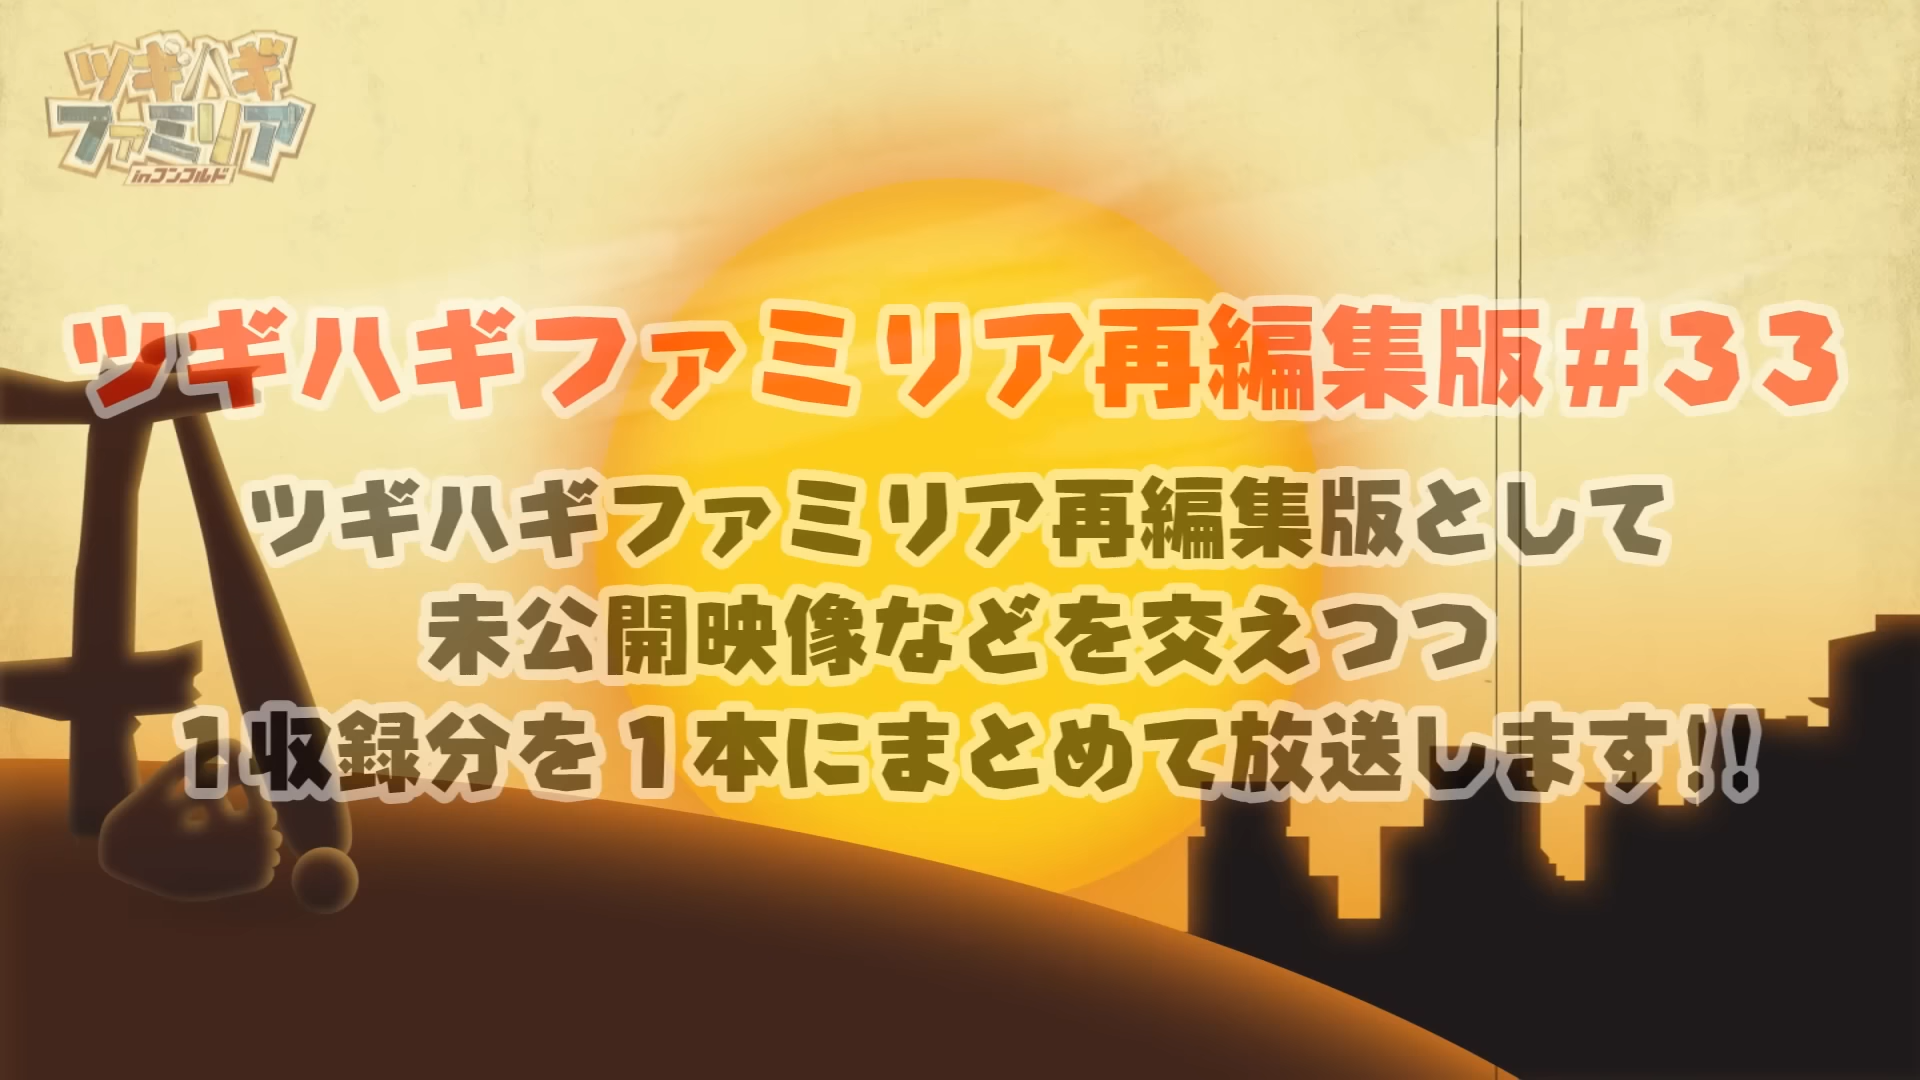 ツギハギ
ファミリア
inコンコルド
ツギハギファミリア再編集版#33
ツギハギファミリア再編集版として
未公開映像などを交えつつ
1収録分を1本にまとめて放送します!!